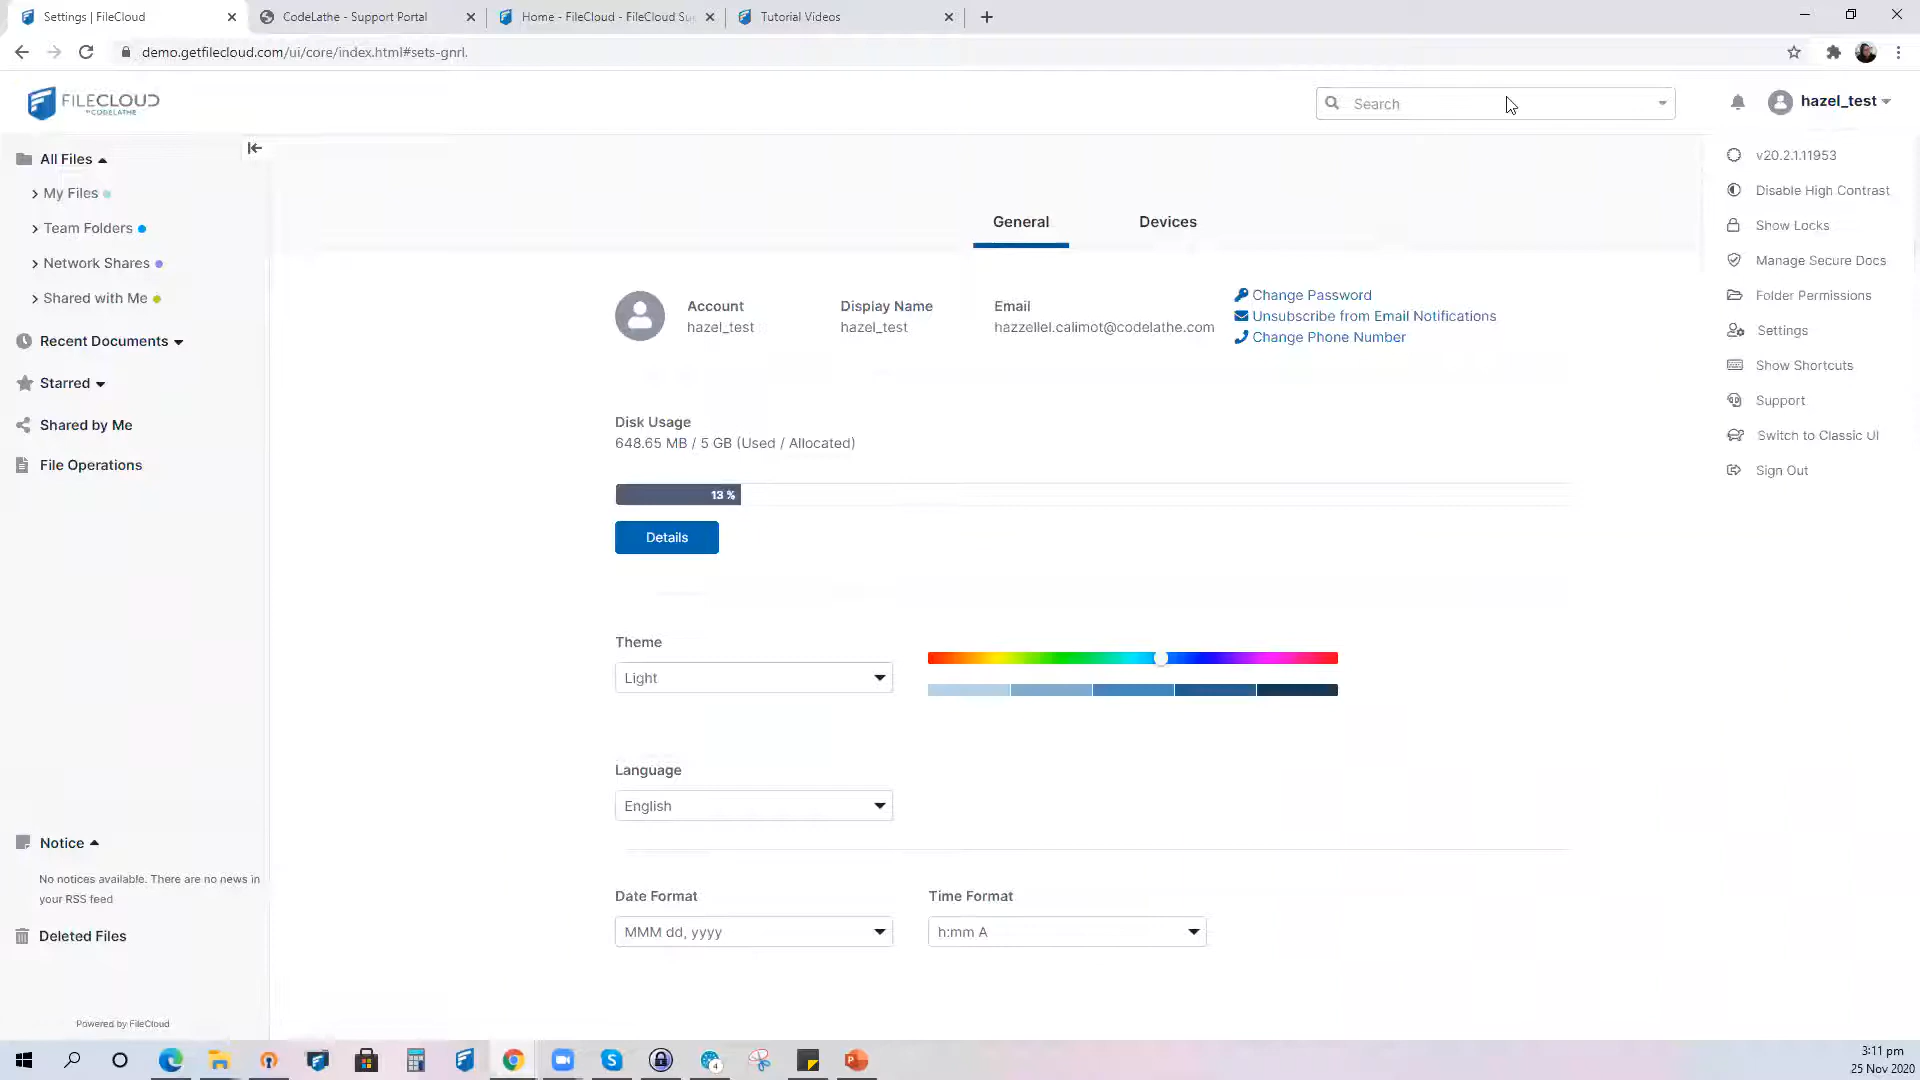 Settings | FileCloud
CodeLathe - Support Portal
Home - FileCloud - FileCloud Su
Tutorial Videos
demo.getfilecloud.com/ui/core/index.html#sets-gnrl.
FILECLOUD
BY CODELATHE
Search
hazel_test
All Files
My Files
Team Folders
Network Shares
Shared with Me
Recent Documents
Starred
Shared by Me
File Operations
Notice
No notices available. There are no news in
your RSS feed
Deleted Files
Powered by FileCloud
General
Devices
Account
hazel_test
Display Name
hazel_test
Email
hazzellel.calimot@codelathe.com
Change Password
Unsubscribe from Email Notifications
Change Phone Number
Disk Usage
648.65 MB / 5 GB (Used / Allocated)
13 %
Details
Theme
Light
Language
English
Date Format
MMM dd, yyyy
Time Format
h:mm A
v20.2.1.11953
Disable High Contrast
Show Locks
Manage Secure Docs
Folder Permissions
Settings
Show Shortcuts
Support
Switch to Classic UI
Sign Out
4
3:11 pm
25 Nov 2020